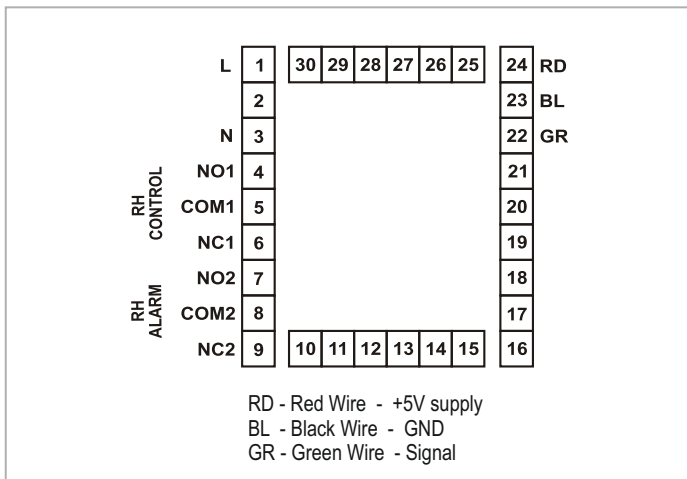 L 1 30 29 28 27 26 25 24 RD
2 23 BL
N 3 22 GR
NO1 4 21
COM1 5 20
NC1 6 19
NO2 7 18
COM2 8 17
NC2 9 10 11 12 13 14 15 16
RH
CONTROL
RH
ALARM
RD - Red Wire - +5V supply
BL - Black Wire - GND
GR - Green Wire - Signal